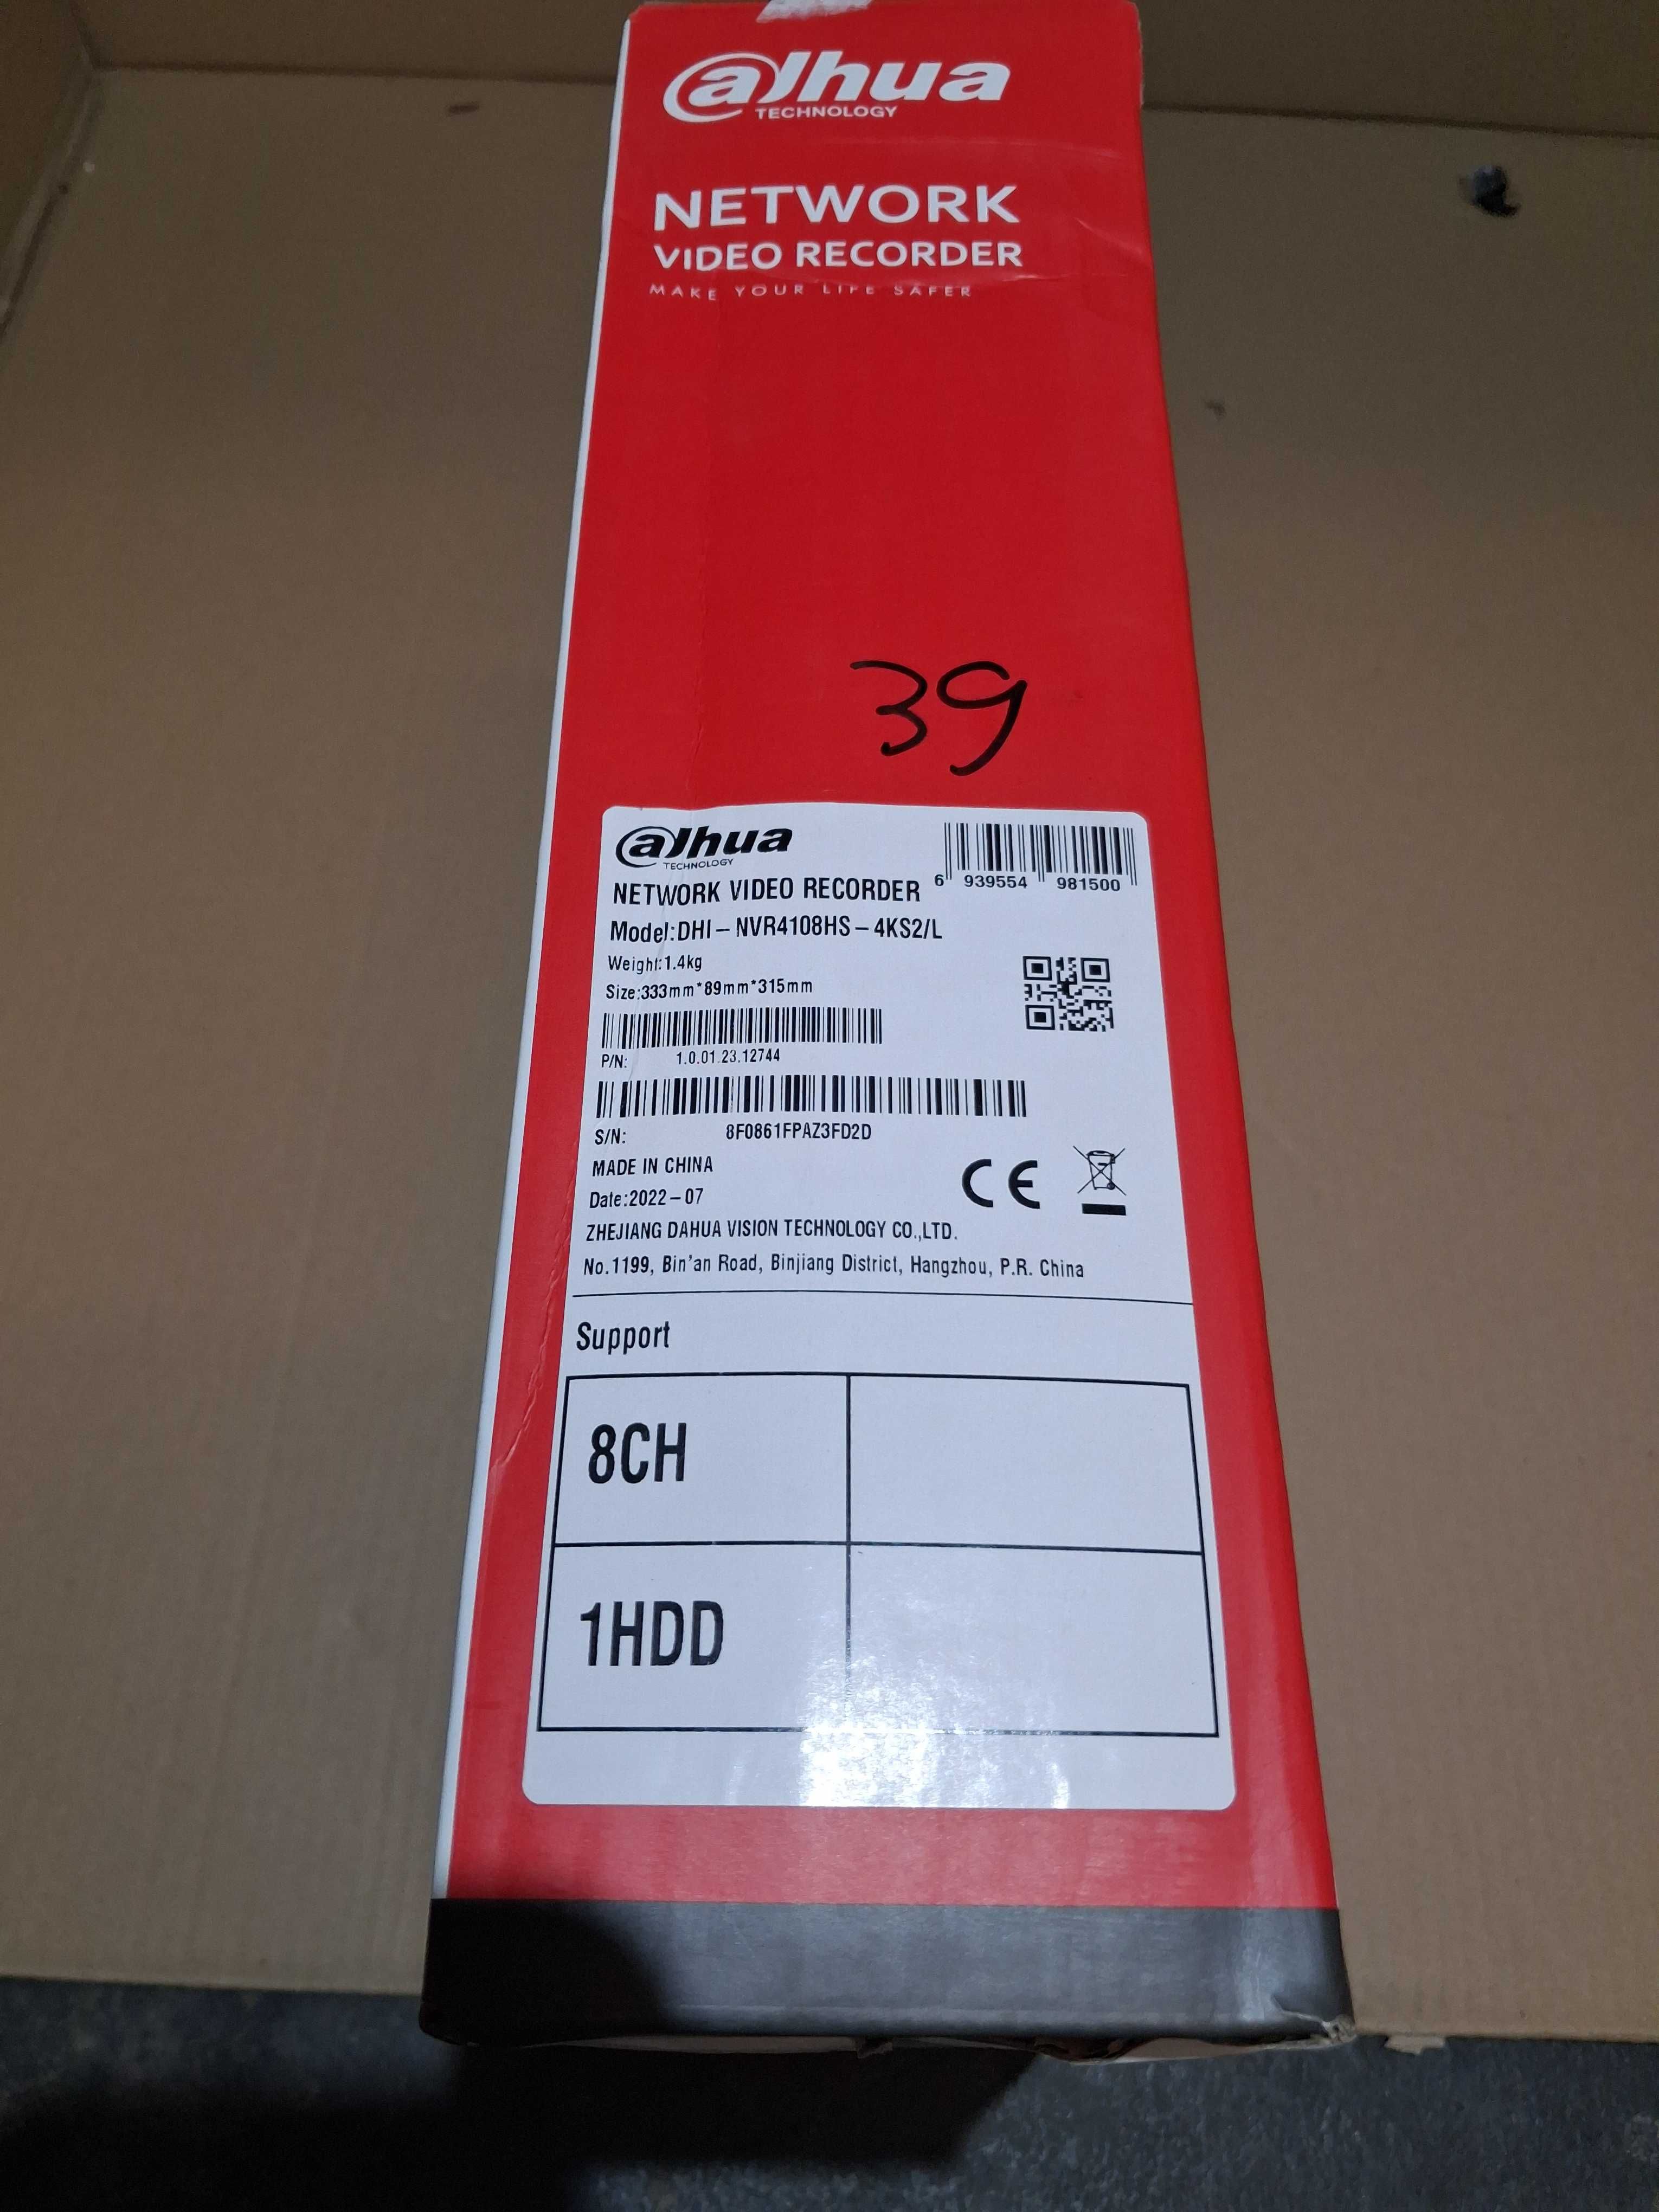 alhua
TECHNOLOGY
NETWORK
VIDEO RECORDER
MAKE YOUR LIFE SAFER
39
alhua
TECHNOLOGY
6 939554 981500
NETWORK VIDEO RECORDER
Model:DHI-NVR4108HS-4KS2/L
Weight:1.4kg
Size:333mm*89mm*315mm
P/N: 1.0.01.23.12744
S/N: 8F0861FPAZ3FD2D
MADE IN CHINA
CE
Date:2022-07
ZHEJIANG DAHUA VISION TECHNOLOGY CO.,LTD.
No.1199, Bin'an Road, Binjiang District, Hangzhou, P.R. China
Support
8CH
1HDD